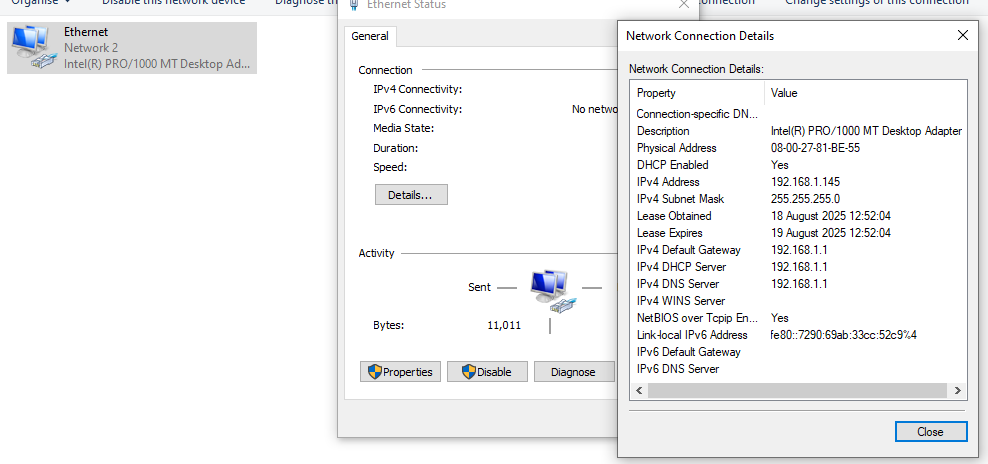 Organise
Disable this network device
Diagnose th
connection
Change settings of this connection
Ethernet
Network 2
Intel(R) PRO/1000 MT Desktop Ad...
Ethernet Status
General
Connection
IPv4 Connectivity:
IPv6 Connectivity: No netwo
Media State:
Duration:
Speed:
Details...
Activity
Sent
Bytes: 11,011
Properties
Disable
Diagnose
Network Connection Details
Network Connection Details:
Property Value
Connection-specific DN...
Description Intel(R) PRO/1000 MT Desktop Adapter
Physical Address 08-00-27-81-BE-55
DHCP Enabled Yes
IPv4 Address 192.168.1.145
IPv4 Subnet Mask 255.255.255.0
Lease Obtained 18 August 2025 12:52:04
Lease Expires 19 August 2025 12:52:04
IPv4 Default Gateway 192.168.1.1
IPv4 DHCP Server 192.168.1.1
IPv4 DNS Server 192.168.1.1
IPv4 WINS Server
NetBIOS over Tcpip En... Yes
Link-local IPv6 Address fe80::7290:69ab:33cc:52c9%4
IPv6 Default Gateway
IPv6 DNS Server
Close